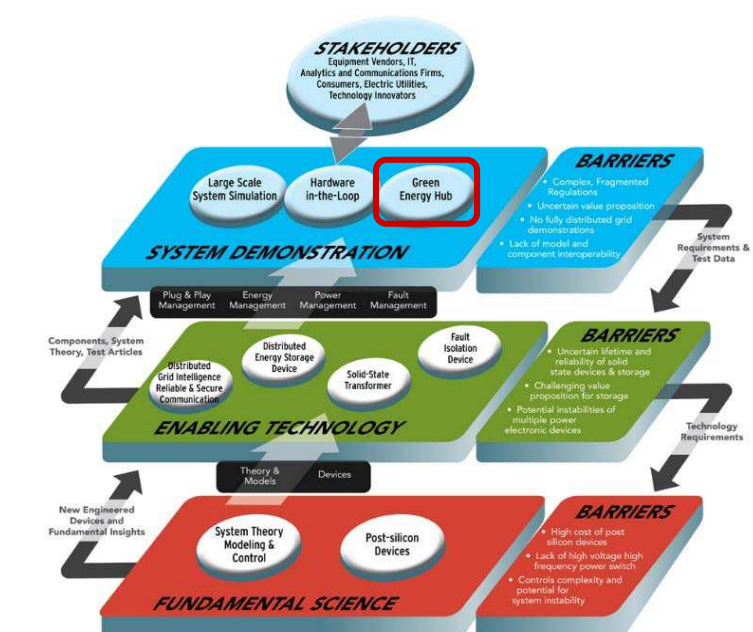 STAKEHOLDERS
Equipment Vendors, IT,
Analytics and Communications Firms,
Consumers, Electric Utilities,
Technology Innovators
Large Scale
System Simulation
Hardware
in-the-Loop
Green
Energy Hub
SYSTEM DEMONSTRATION
BARRIERS
• Complex, Fragmented
Regulations
• Uncertain value proposition
• No fully distributed grid
demonstrations
• Lack of model and
component interoperability
System
Requirements &
Test Data
Plug & Play
Management
Energy
Management
Power
Management
Fault
Management
Components, System
Theory, Test Articles
Distributed
Grid Intelligence
Reliable & Secure
Communication
Distributed
Energy Storage
Device
Solid-State
Transformer
Fault
Isolation
Device
ENABLING TECHNOLOGY
BARRIERS
• Uncertain lifetime and
reliability of solid
state devices & storage
• Challenging value
proposition for storage
• Potential instabilities of
multiple power
electronic devices
Technology
Requirements
Theory &
Models
Devices
New Engineered
Devices and
Fundamental Insights
System Theory
Modeling &
Control
Post-silicon
Devices
FUNDAMENTAL SCIENCE
BARRIERS
• High cost of post
silicon devices
• Lack of high voltage high
frequency power switch
• Controls complexity and
potential for
system instability